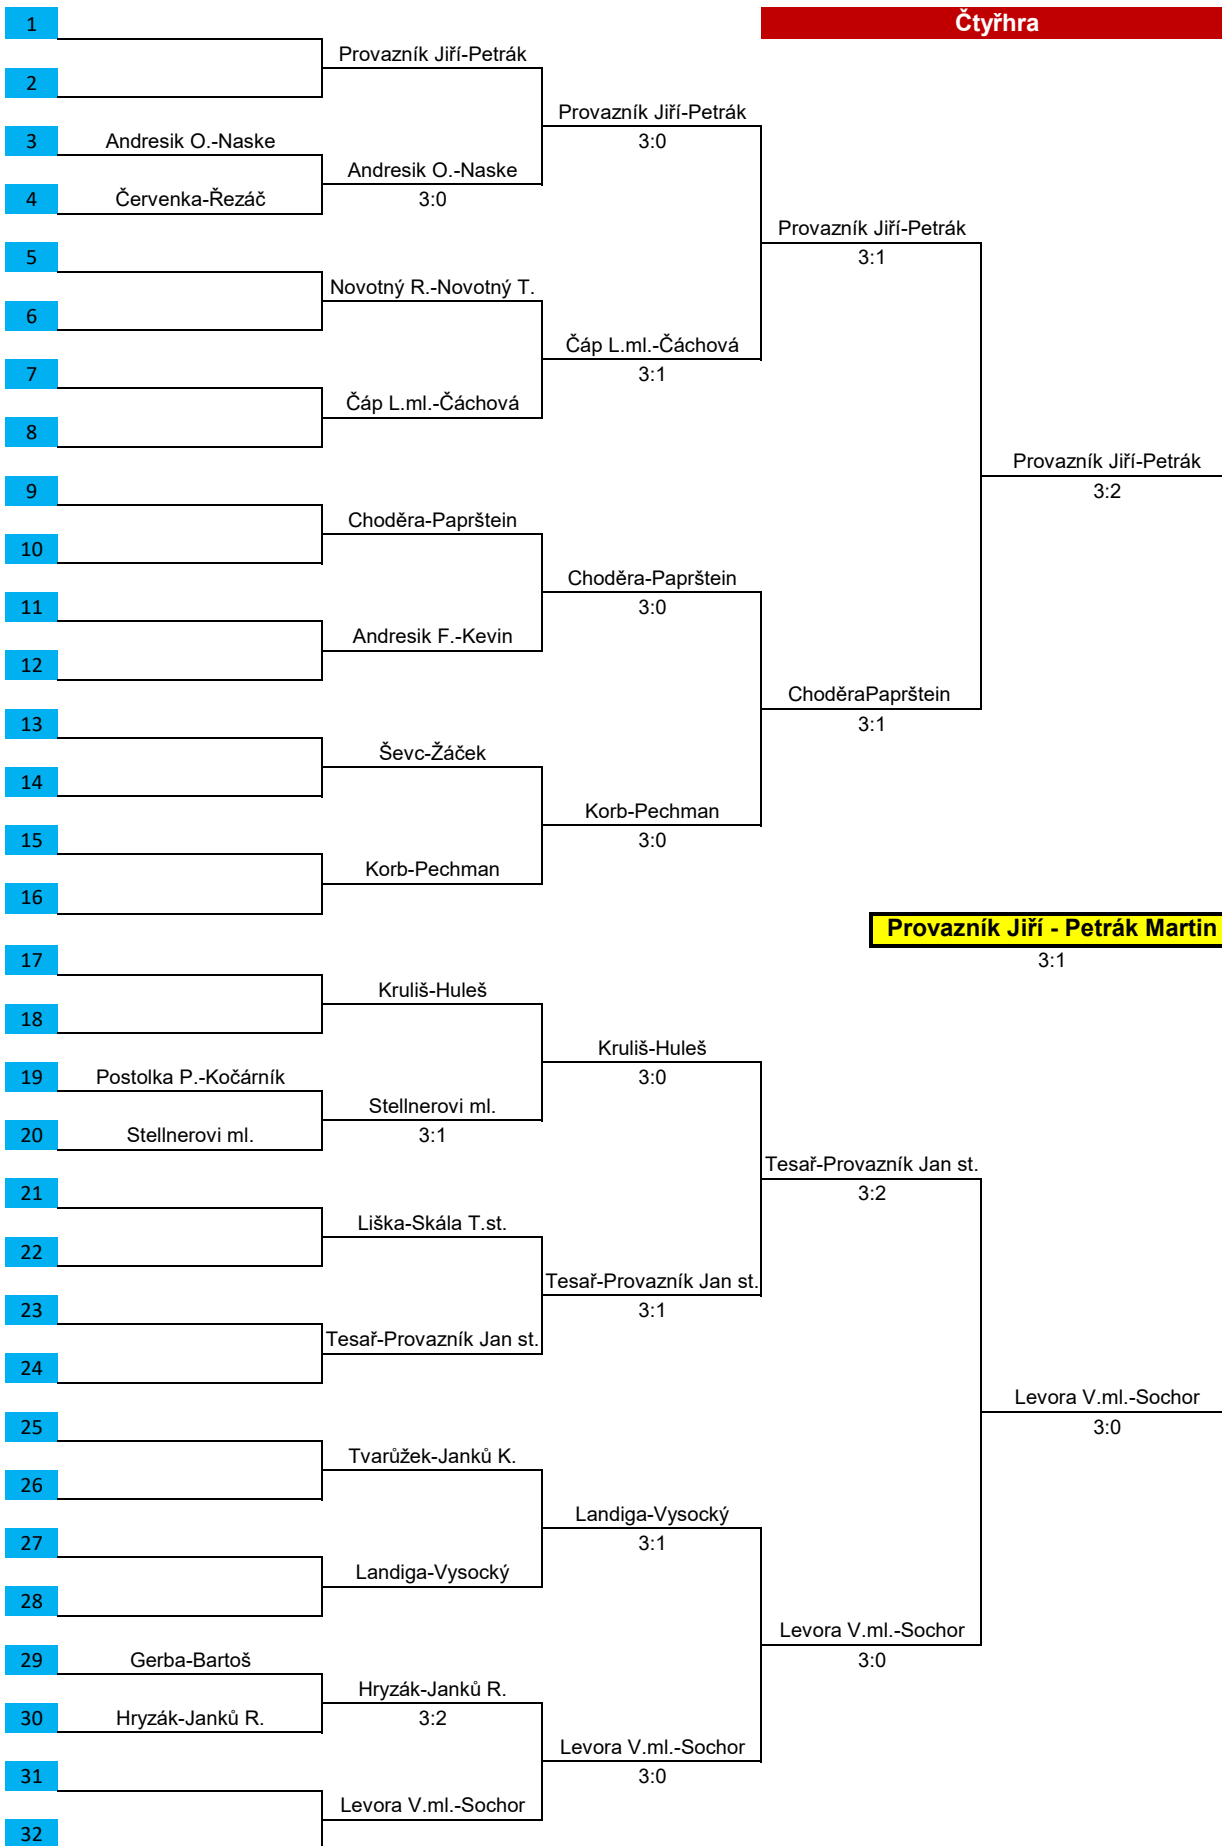 1
Čtyřhra
Provazník Jiří-Petrák
2
Provazník Jiří-Petrák
3
Andresik O.-Naske
3:0
Andresik O.-Naske
4
Červenka-Řezáč
3:0
Provazník Jiří-Petrák
5
3:1
Novotný R.-Novotný T.
6
Čáp L.ml.-Čáchová
7
3:1
Čáp L.ml.-Čáchová
8
Provazník Jiří-Petrák
9
3:2
Choděra-Paprštein
10
Choděra-Paprštein
11
3:0
Andresik F.-Kevin
12
ChoděraPaprštein
13
3:1
Ševc-Žáček
14
Korb-Pechman
15
3:0
Korb-Pechman
16
Provazník Jiří - Petrák Martin
17
3:1
Kruliš-Huleš
18
Kruliš-Huleš
19
Postolka P.-Kočárník
3:0
Stellnerovi ml.
20
Stellnerovi ml.
3:1
Tesař-Provazník Jan st.
21
3:2
Liška-Skála T.st.
22
Tesař-Provazník Jan st.
23
3:1
Tesař-Provazník Jan st.
24
Levora V.ml.-Sochor
25
3:0
Tvarůžek-Janků K.
26
Landiga-Vysocký
27
3:1
Landiga-Vysocký
28
Levora V.ml.-Sochor
29
Gerba-Bartoš
3:0
Hryzák-Janků R.
30
Hryzák-Janků R.
3:2
Levora V.ml.-Sochor
31
3:0
Levora V.ml.-Sochor
32